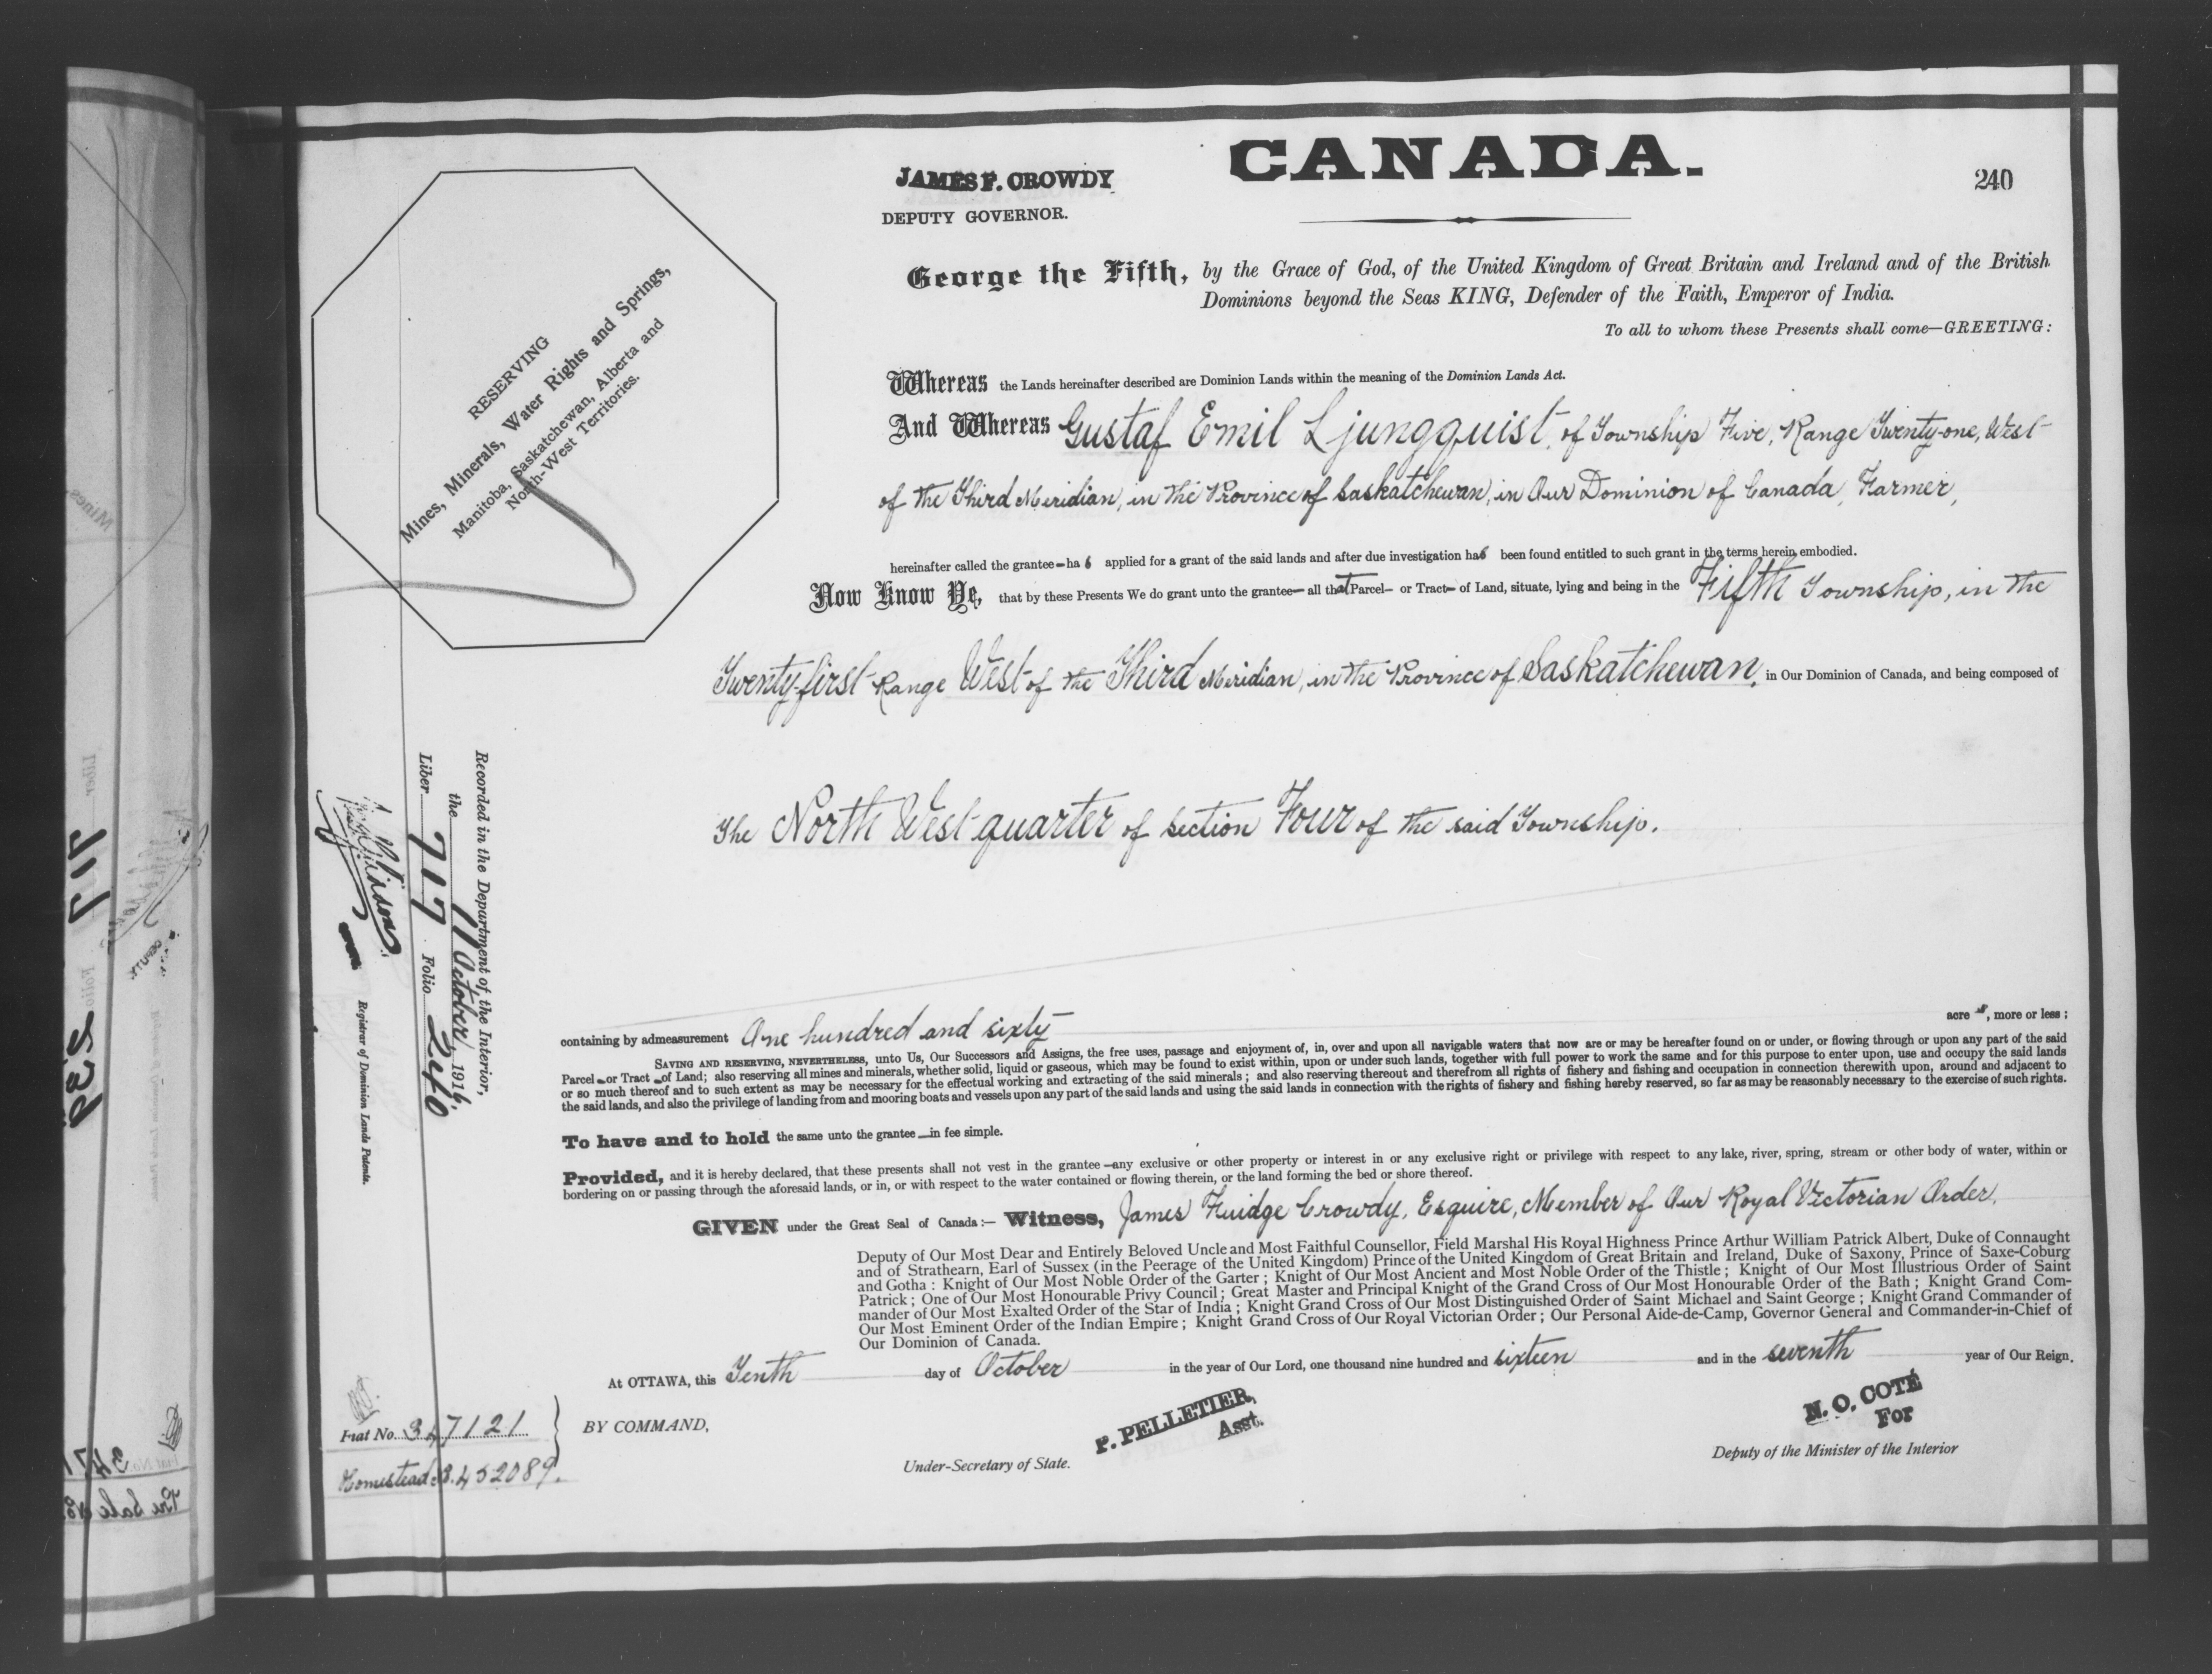 CANADA.
240
JAMES F. CROWDY
DEPUTY GOVERNOR.
George the Fifth, by the Grace of God, of the United Kingdom of Great Britain and Ireland and of the British
Dominions beyond the Seas KING, Defender of the Faith, Emperor of India.
To all to whom these Presents shall come—GREETING:
RESERVING
Mines, Minerals, Water Rights and Springs,
Manitoba, Saskatchewan, Alberta and
North-West Territories.
Whereas the Lands hereinafter described are Dominion Lands within the meaning of the Dominion Lands Act.
And Whereas Gustaf Emil Ljungquist, of Township Five, Range Twenty-one, West
of the Third Meridian, in the Province of Saskatchewan, in Our Dominion of Canada, Farmer,
hereinafter called the grantee—has applied for a grant of the said lands and after due investigation has been found entitled to such grant in the terms herein embodied.
Now Know Ye, that by these Presents We do grant unto the grantee— all that Parcel— or Tract— of Land, situate, lying and being in the Fifth Township, in the
Twenty-first Range West of the Third Meridian, in the Province of Saskatchewan, in Our Dominion of Canada, and being composed of
The North West quarter of Section Four of the said Township.
containing by admeasurement One hundred and sixty acres, more or less;
SAVING AND RESERVING, NEVERTHELESS, unto Us, Our Successors and Assigns, the free uses, passage and enjoyment of, in, over and upon all navigable waters that now are or may be hereafter found on or under, or flowing through or upon any part of the said
Parcel— or Tract— of Land; also reserving all mines and minerals, whether solid, liquid or gaseous, which may be found to exist within, upon or under such lands, together with full power to work the same and for this purpose to enter upon, use and occupy the said lands
or so much thereof and to such extent as may be necessary for the effectual working and extracting of the said minerals; and also reserving thereout and therefrom all rights of fishery and fishing and occupation in connection therewith upon, around and adjacent to
the said lands, and also the privilege of landing from and mooring boats and vessels upon any part of the said lands and using the said lands in connection with the rights of fishery and fishing hereby reserved, so far as may be reasonably necessary to the exercise of such rights.
To have and to hold the same unto the grantee— in fee simple.
Provided, and it is hereby declared, that these presents shall not vest in the grantee—any exclusive or other property or interest in or any exclusive right or privilege with respect to any lake, river, spring, stream or other body of water, within or
bordering on or passing through the aforesaid lands, or in, or with respect to the water contained or flowing therein, or the land forming the bed or shore thereof.
GIVEN under the Great Seal of Canada:— Witness, James Fluidge Crowdy, Esquire, Member of Our Royal Victorian Order,
Deputy of Our Most Dear and Entirely Beloved Uncle and Most Faithful Counsellor, Field Marshal His Royal Highness Prince Arthur William Patrick Albert, Duke of Connaught
and of Strathearn, Earl of Sussex (in the Peerage of the United Kingdom) Prince of the United Kingdom of Great Britain and Ireland, Duke of Saxony, Prince of Saxe-Coburg
and Gotha: Knight of Our Most Noble Order of the Garter; Knight of Our Most Ancient and Most Noble Order of the Thistle; Knight of Our Most Illustrious Order of Saint
Patrick; One of Our Most Honourable Privy Council; Great Master and Principal Knight of the Grand Cross of Our Most Honourable Order of the Bath; Knight Grand Com-
mander of Our Most Exalted Order of the Star of India; Knight Grand Cross of Our Most Distinguished Order of Saint Michael and Saint George; Knight Grand Commander of
Our Most Eminent Order of the Indian Empire; Knight Grand Cross of Our Royal Victorian Order; Our Personal Aide-de-Camp, Governor General and Commander-in-Chief of
Our Dominion of Canada.
At OTTAWA, this Tenth day of October in the year of Our Lord, one thousand nine hundred and sixteen and in the seventh year of Our Reign.
BY COMMAND,
P. PELLETIER,
Asst.
Under-Secretary of State.
N. O. COTÉ
For
Deputy of the Minister of the Interior
Fiat No. 347121
Homestead: 3.452089.
Recorded in the Department of the Interior,
the 11 October, 1916.
Liber 717 Folio 240
Registrar of Dominion Lands Patents.